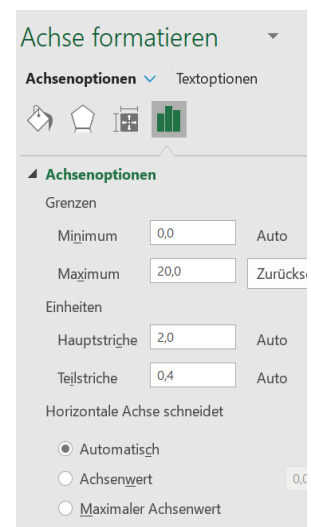 Achse formatieren
Achsenoptionen Textoptionen
Achsenoptionen
Grenzen
Minimum 0,0 Auto
Maximum 20,0
Einheiten
Hauptstriche 2,0 Auto
Teilstriche 0,4 Auto
Horizontale Achse schneidet
Automatisch
Achsenwert
Maximaler Achsenwert